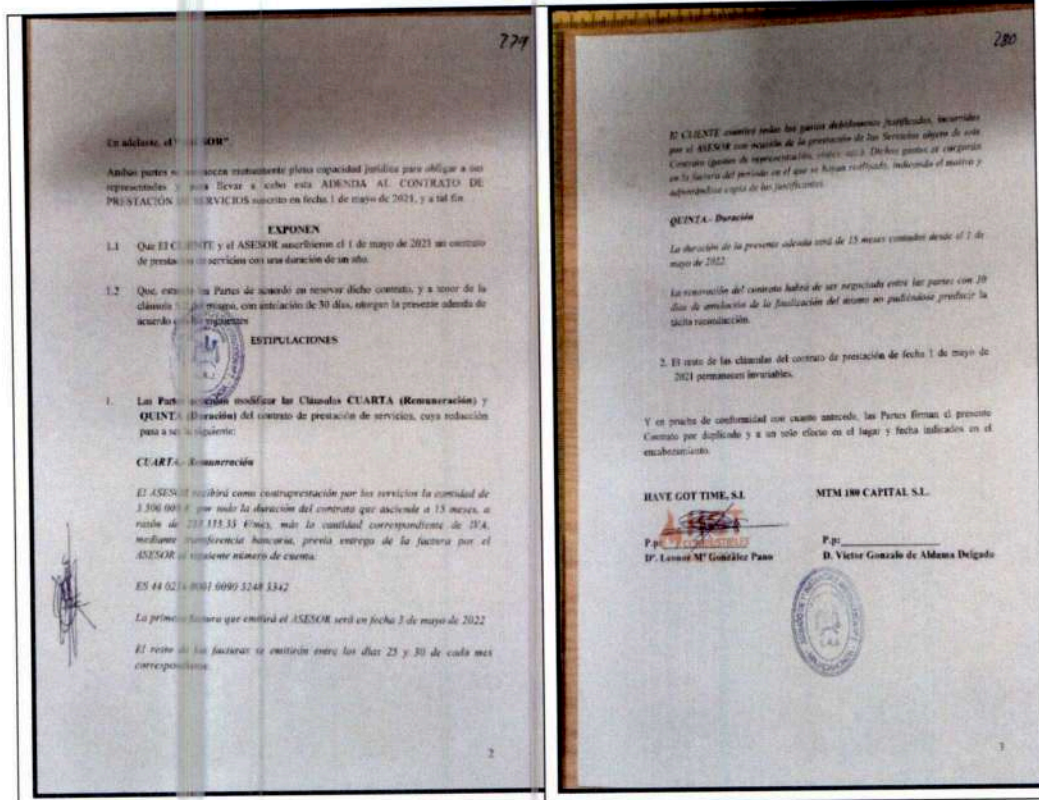 279
En adelante, el
Ambas partes se reconocen mutuamente plena capacidad jurídica para obligar a sus
representadas y para llevar a cabo esta ADENDA AL CONTRATO DE
PRESTACIÓN DE SERVICIOS suscrito en fecha 1 de mayo de 2021, y a tal fin
EXPONEN
1.1 Que El CLIENTE y el ASESOR suscribieron el 1 de mayo de 2021 un contrato
de prestación de servicios con una duración de un año.
1.2 Que, estando las Partes de acuerdo en renovar dicho contrato, y a tenor de la
cláusula del mismo, con antelación de 30 días, otorgan la presente adenda de
acuerdo con las siguientes
ESTIPULACIONES
1. Las Partes acuerdan modificar las Cláusulas CUARTA (Remuneración) y
QUINTA (Duración) del contrato de prestación de servicios, cuya redacción
pasa a ser la siguiente:
CUARTA.- Remuneración
El ASESOR recibirá como contraprestación por los servicios la cantidad de
por toda la duración del contrato que asciende a 15 meses, a
razón de €/mes, más la cantidad correspondiente de IVA,
mediante transferencia bancaria, previa entrega de la factura por el
ASESOR al siguiente número de cuenta.
ES 44 0090 3248 3342
La primera factura que emitirá el ASESOR será en fecha 3 de mayo de 2022
El resto de las facturas se emitirán entre los días 25 y 30 de cada mes
correspondiente.
2
280
El CLIENTE asumirá todos los gastos debidamente justificados, incurridos
por el ASESOR con ocasión de la prestación de los Servicios objeto de este
Contrato (gastos de representación, viajes, etc.). Dichos gastos se cargarán
en la factura del periodo en el que se hayan realizado, indicando el motivo y
adjuntándose copia de los justificantes.
QUINTA.- Duración
La duración de la presente adenda será de 15 meses contados desde el 1 de
mayo de 2022.
La renovación del contrato habrá de ser negociada entre las partes con 30
días de antelación de la finalización del mismo no pudiéndose producir la
tácita reconducción.
2. El resto de las cláusulas del contrato de prestación de fecha 1 de mayo de
2021 permanecen invariables.
Y en prueba de conformidad con cuanto antecede, las Partes firman el presente
Contrato por duplicado y a un solo efecto en el lugar y fecha indicados en el
encabezamiento.
HAVE GOT TIME, S.L
MTM 180 CAPITAL S.L.
P.p:
COMBUSTIBLES
Dª. Leonor Mª González Pano
P.p:
D. Víctor Gonzalo de Aldama Delgado
3